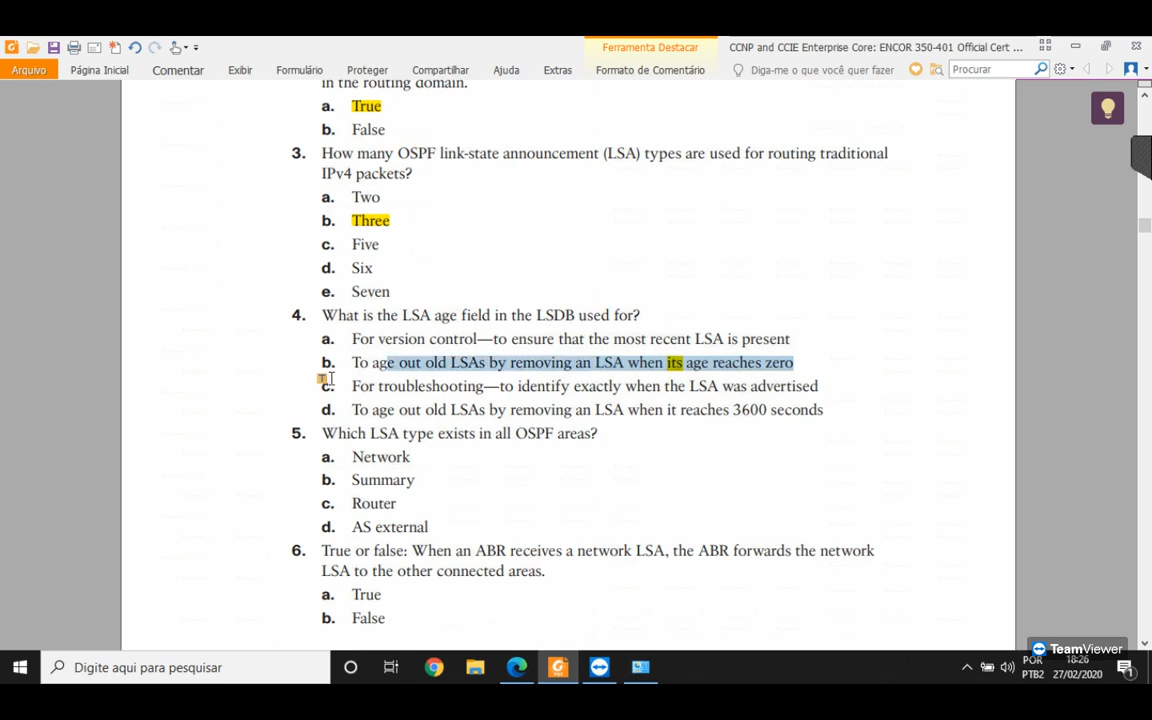 Ferramenta Destacar
CCNP and CCIE Enterprise Core: ENCOR 350-401 Official Cert ...
Arquivo Página Inicial Comentar Exibir Formulário Proteger Compartilhar Ajuda Extras Formato de Comentário Diga-me o que você quer fazer Procurar
in the routing domain.
a. True
b. False
3. How many OSPF link-state announcement (LSA) types are used for routing traditional
IPv4 packets?
a. Two
b. Three
c. Five
d. Six
e. Seven
4. What is the LSA age field in the LSDB used for?
a. For version control—to ensure that the most recent LSA is present
b. To age out old LSAs by removing an LSA when its age reaches zero
c. For troubleshooting—to identify exactly when the LSA was advertised
d. To age out old LSAs by removing an LSA when it reaches 3600 seconds
5. Which LSA type exists in all OSPF areas?
a. Network
b. Summary
c. Router
d. AS external
6. True or false: When an ABR receives a network LSA, the ABR forwards the network
LSA to the other connected areas.
a. True
b. False
TeamViewer
Digite aqui para pesquisar
POR
PTB2
18:26
27/02/2020
1